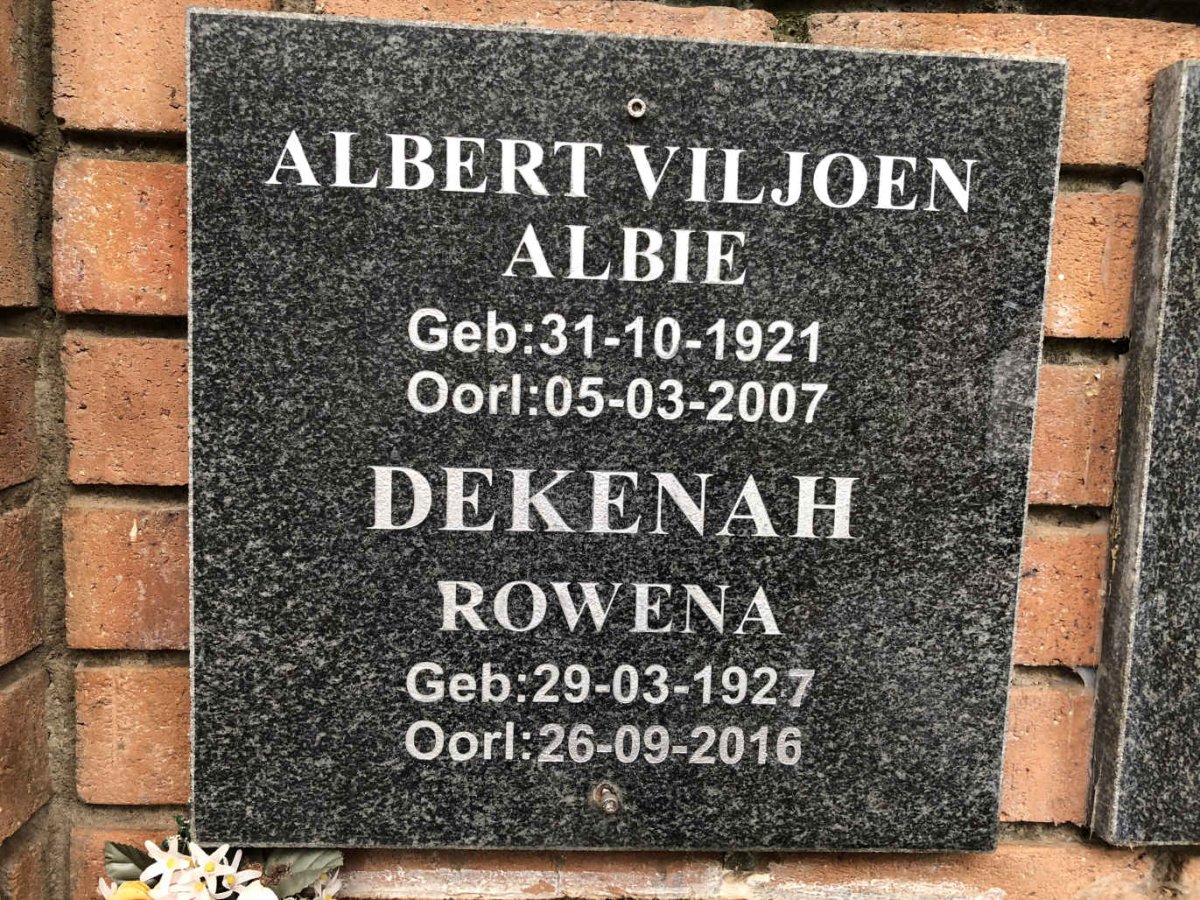 ALBERT VILJOEN
ALBIE
Geb:31-10-1921
Oorl:05-03-2007
DEKENAH
ROWENA
Geb:29-03-1927
Oorl:26-09-2016